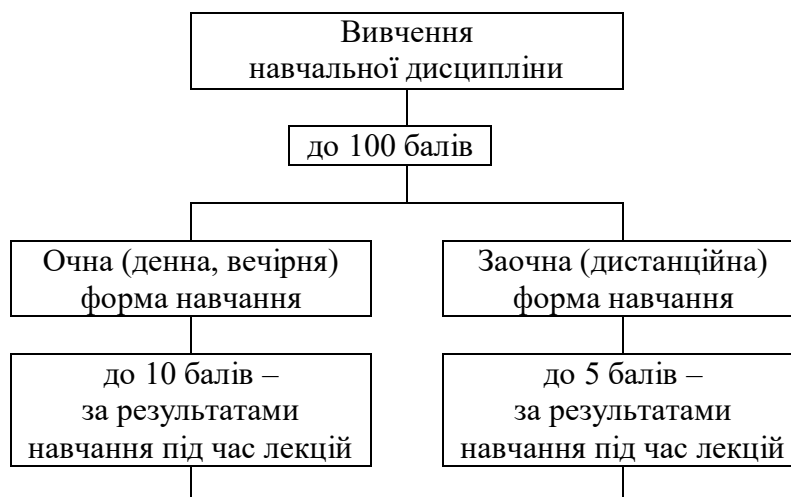 Вивчення
навчальної дисципліни
до 100 балів
Очна (денна, вечірня)
форма навчання
Заочна (дистанційна)
форма навчання
до 10 балів –
за результатами
навчання під час лекцій
до 5 балів –
за результатами
навчання під час лекцій